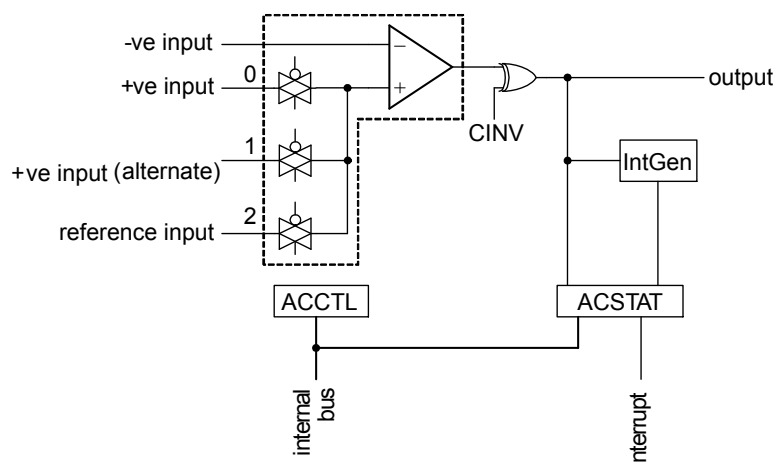 -ve input
0
+ve input
output
CINV
1
IntGen
+ve input (alternate)
2
reference input
ACCTL
ACSTAT
internal
bus
nterrupt